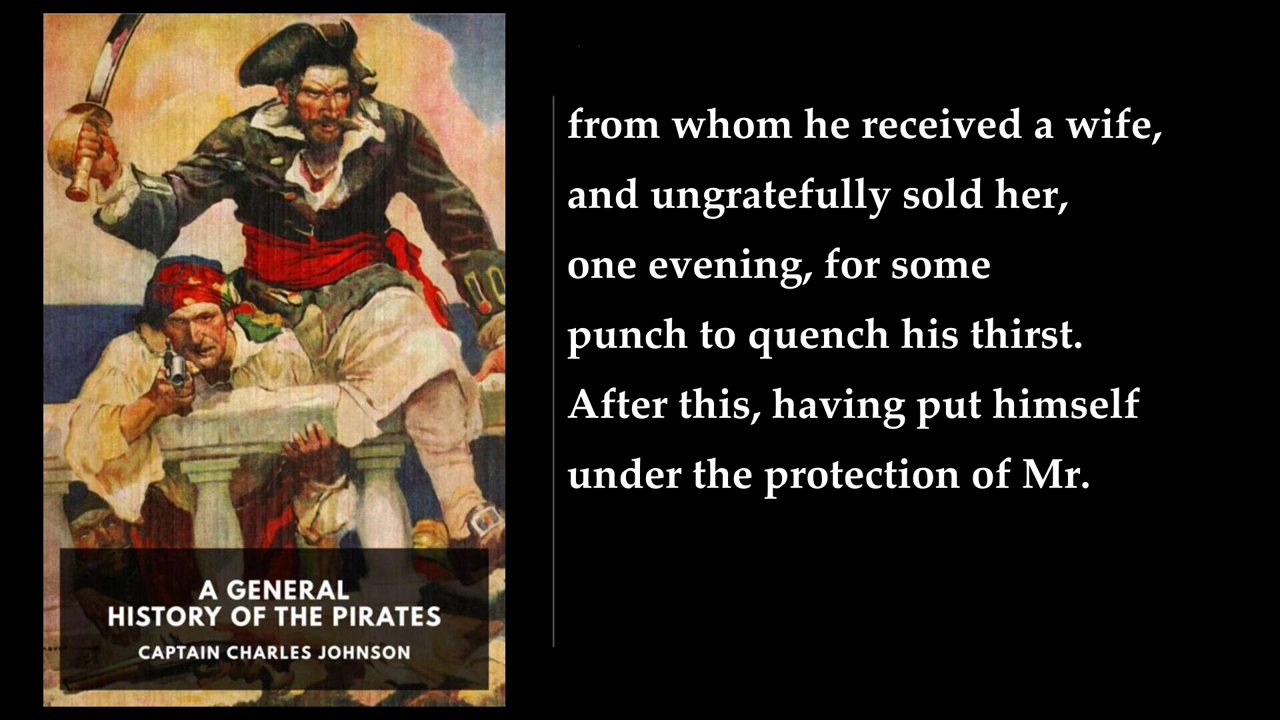 from whom he received a wife,
and ungratefully sold her,
one evening, for some
punch to quench his thirst.
After this, having put himself
under the protection of Mr.
A GENERAL
HISTORY OF THE PIRATES
CAPTAIN CHARLES JOHNSON